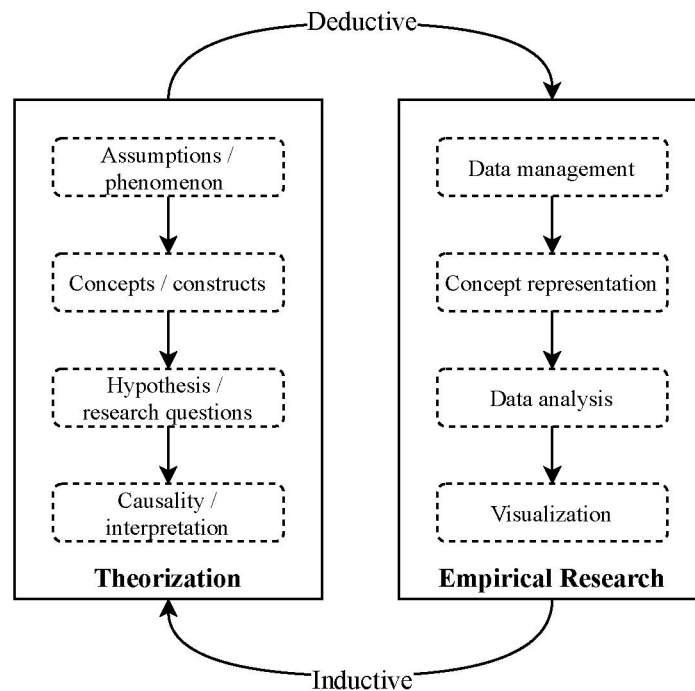 Deductive
Assumptions /
phenomenon
Concepts / constructs
Hypothesis /
research questions
Causality /
interpretation
Theorization
Data management
Concept representation
Data analysis
Visualization
Empirical Research
Inductive